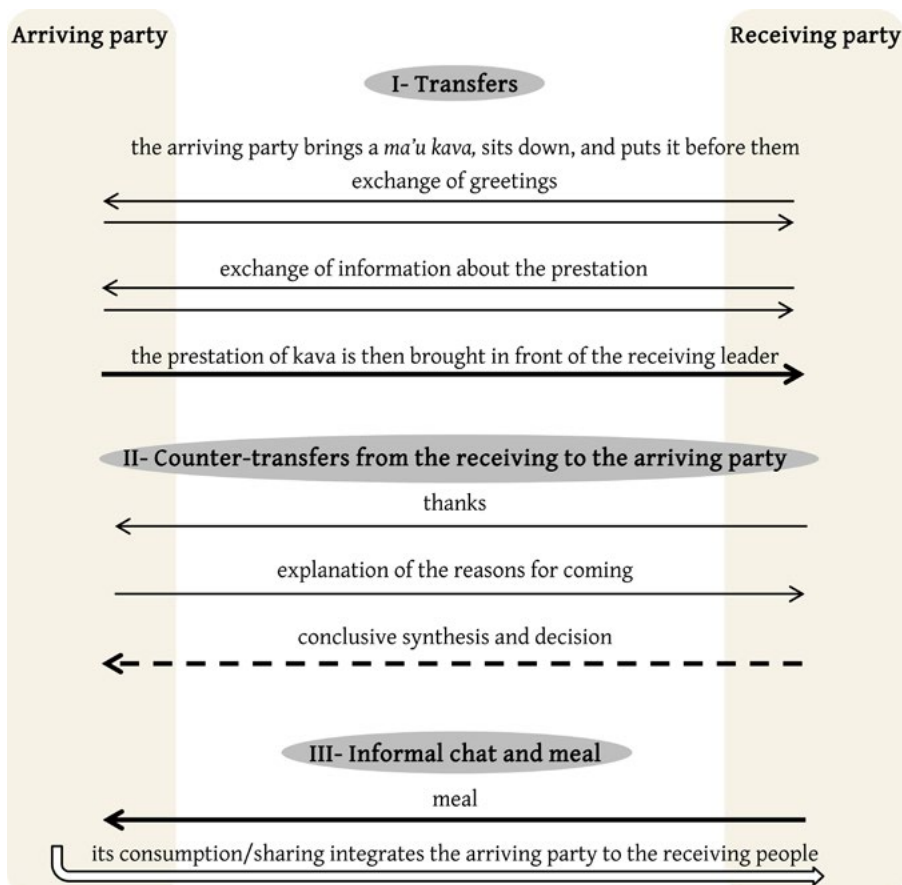 Arriving party
Receiving party
I- Transfers
the arriving party brings a ma’u kava, sits down, and puts it before them
exchange of greetings
exchange of information about the prestation
the prestation of kava is then brought in front of the receiving leader
II- Counter-transfers from the receiving to the arriving party
thanks
explanation of the reasons for coming
conclusive synthesis and decision
III- Informal chat and meal
meal
its consumption/sharing integrates the arriving party to the receiving people